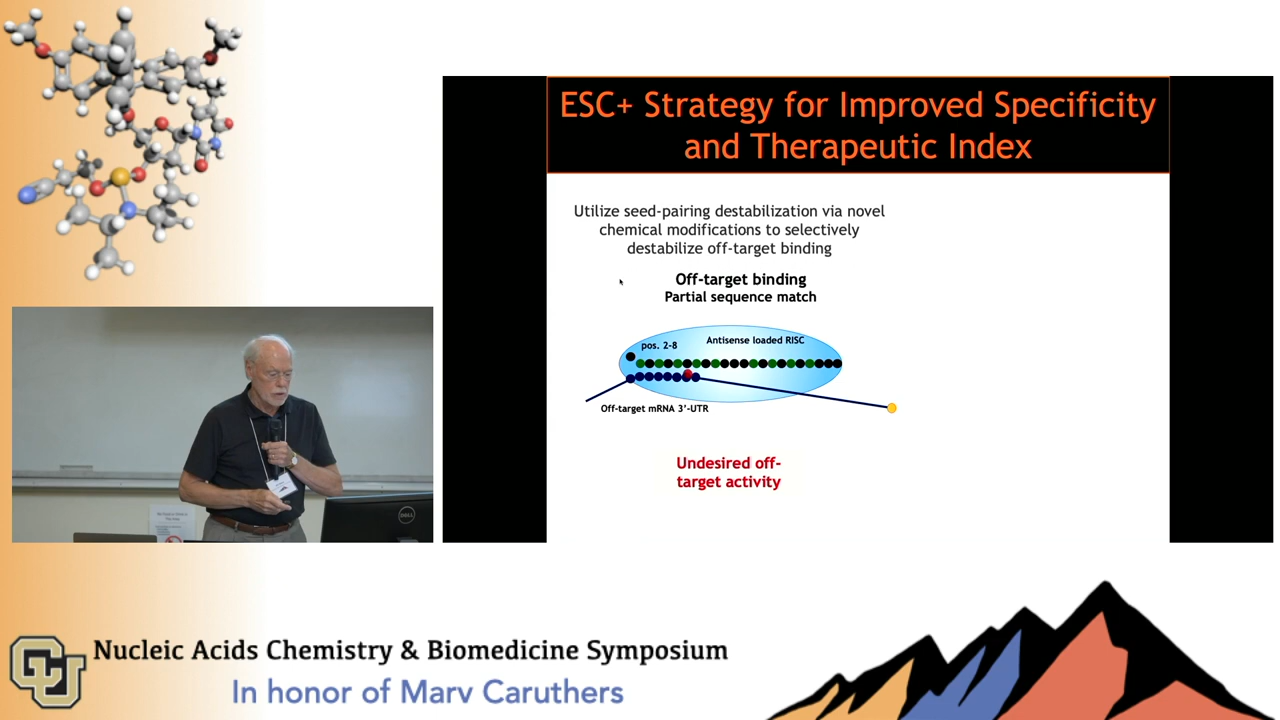 ESC+ Strategy for Improved Specificity
and Therapeutic Index
Utilize seed-pairing destabilization via novel
chemical modifications to selectively
destabilize off-target binding
Off-target binding
Partial sequence match
pos. 2-8
Antisense loaded RISC
Off-target mRNA 3'-UTR
Undesired off-
target activity
DELL
CU
Nucleic Acids Chemistry & Biomedicine Symposium
In honor of Marv Caruthers